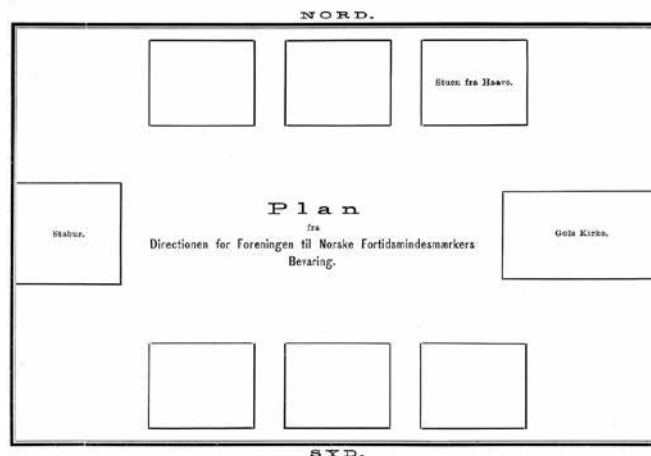 NORD.
Stuen fra Haave.
Stabur.
Plan
fra
Directionen for Foreningen til Norske Fortidsmindesmærkers
Bevaring.
Gols Kirke.
SYD.